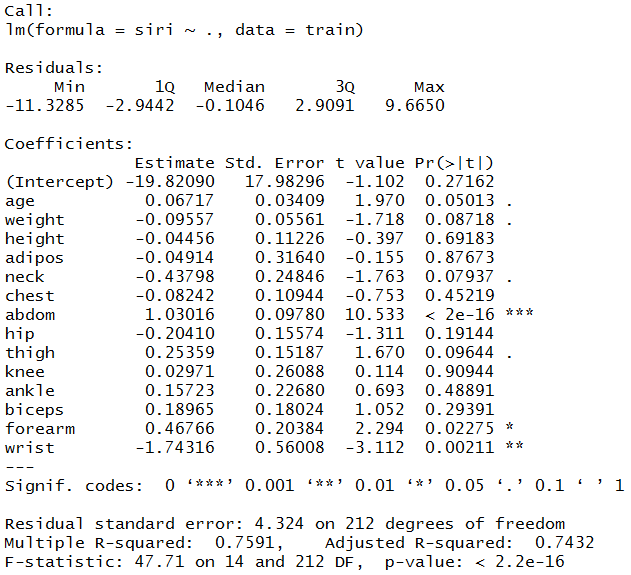 Call:
lm(formula = siri ~ ., data = train)
Residuals:
Min 1Q Median 3Q Max
-11.3285 -2.9442 -0.1046 2.9091 9.6650
Coefficients:
Estimate Std. Error t value Pr(>|t|)
(Intercept) -19.82090 17.98296 -1.102 0.27162
age 0.06717 0.03409 1.970 0.05013 .
weight -0.09557 0.05561 -1.718 0.08718 .
height -0.04456 0.11226 -0.397 0.69183
adipos -0.04914 0.31640 -0.155 0.87673
neck -0.43798 0.24846 -1.763 0.07937 .
chest -0.08242 0.10944 -0.753 0.45219
abdom 1.03016 0.09780 10.533 < 2e-16 ***
hip -0.20410 0.15574 -1.311 0.19144
thigh 0.25359 0.15187 1.670 0.09644 .
knee 0.02971 0.26088 0.114 0.90944
ankle 0.15723 0.22680 0.693 0.48891
biceps 0.18965 0.18024 1.052 0.29391
forearm 0.46766 0.20384 2.294 0.02275 *
wrist -1.74316 0.56008 -3.112 0.00211 **
---
Signif. codes: 0 ‘***’ 0.001 ‘**’ 0.01 ‘*’ 0.05 ‘.’ 0.1 ‘ ’ 1
Residual standard error: 4.324 on 212 degrees of freedom
Multiple R-squared: 0.7591, Adjusted R-squared: 0.7432
F-statistic: 47.71 on 14 and 212 DF, p-value: < 2.2e-16